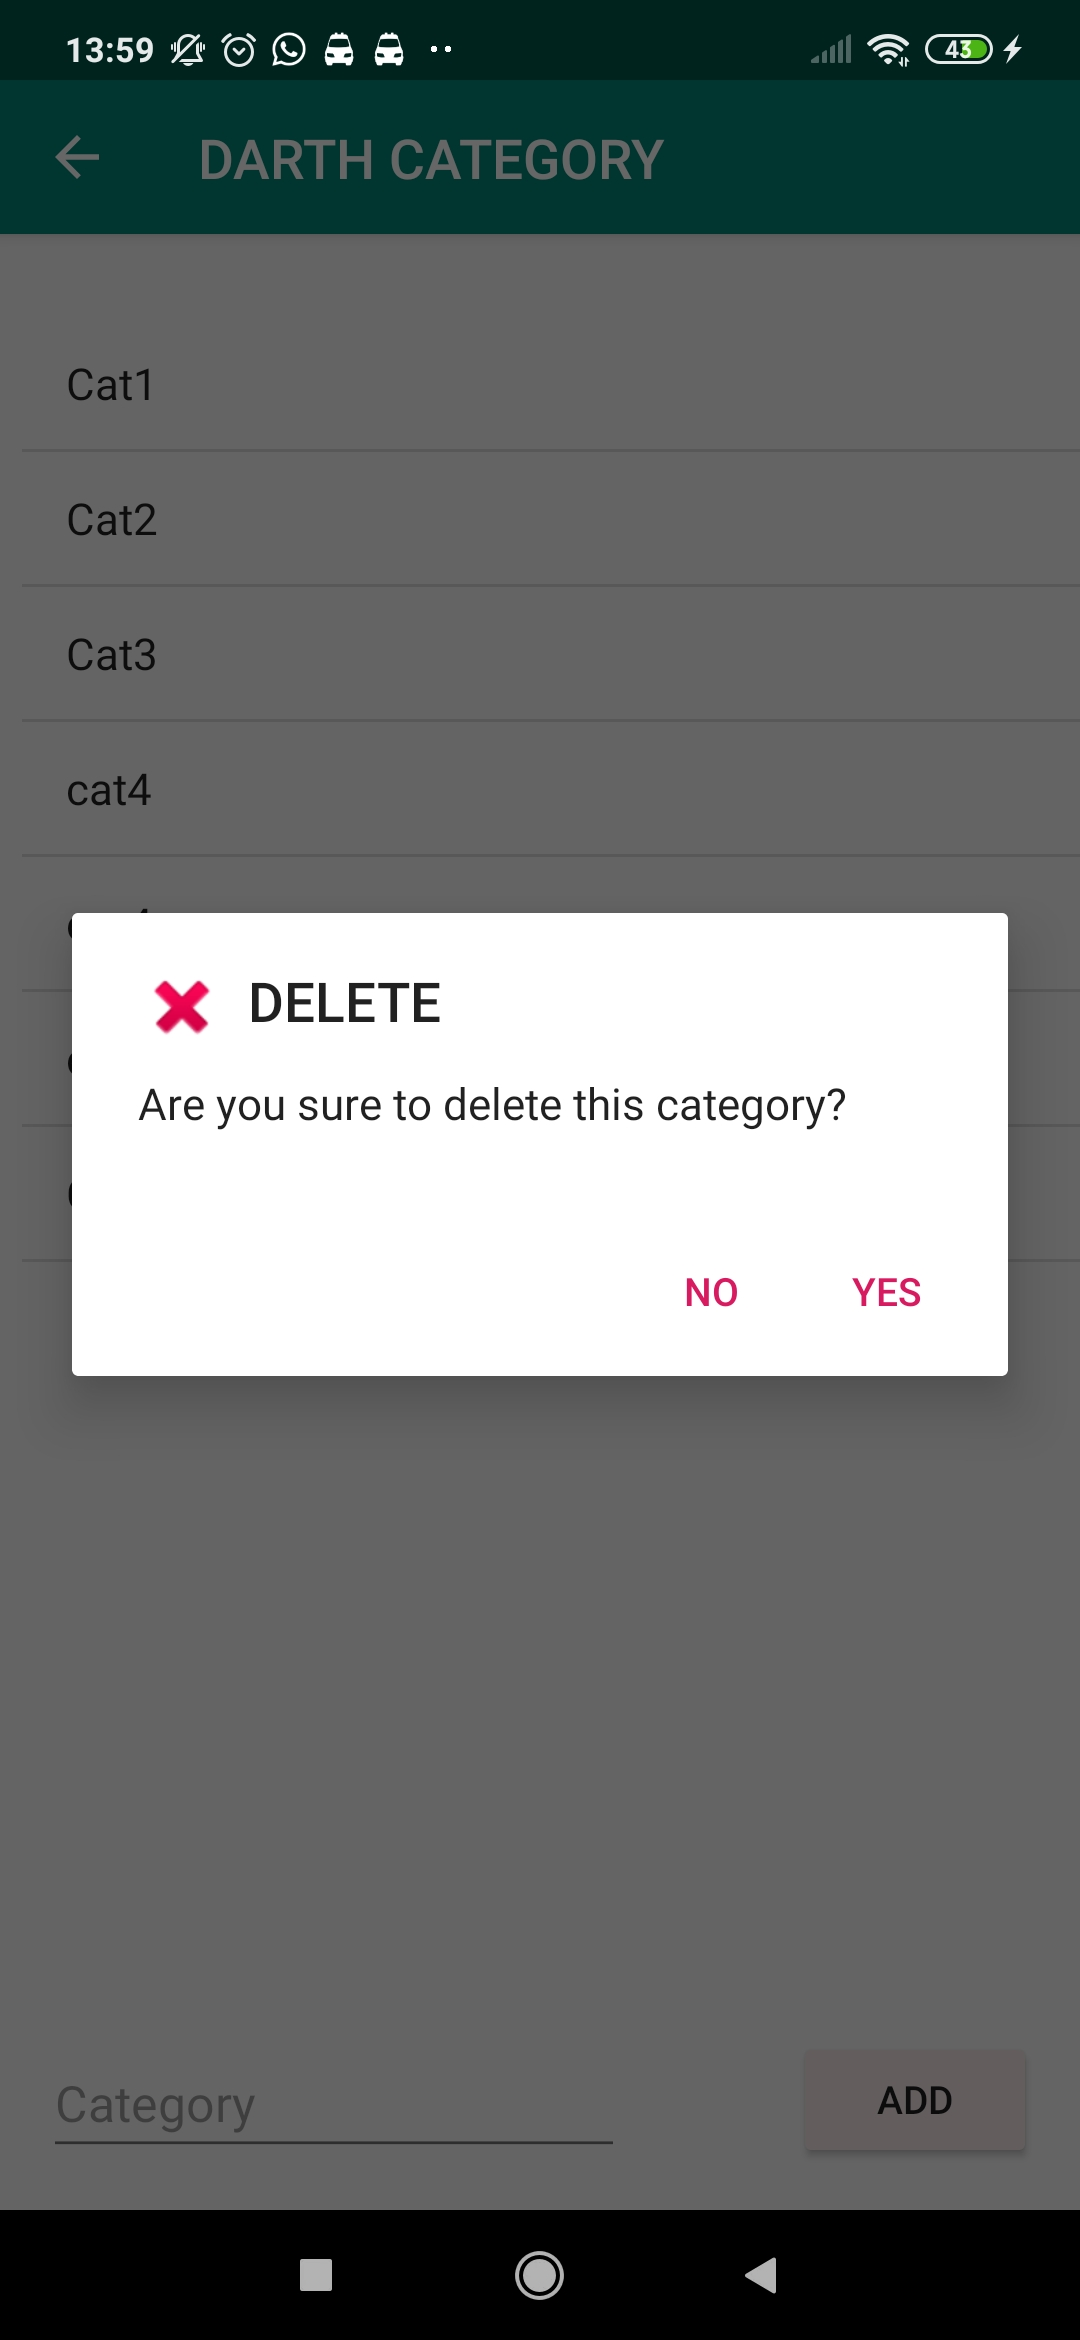 13:59
43
DARTH CATEGORY
Cat1
Cat2
Cat3
cat4
DELETE
Are you sure to delete this category?
NO
YES
Category
ADD